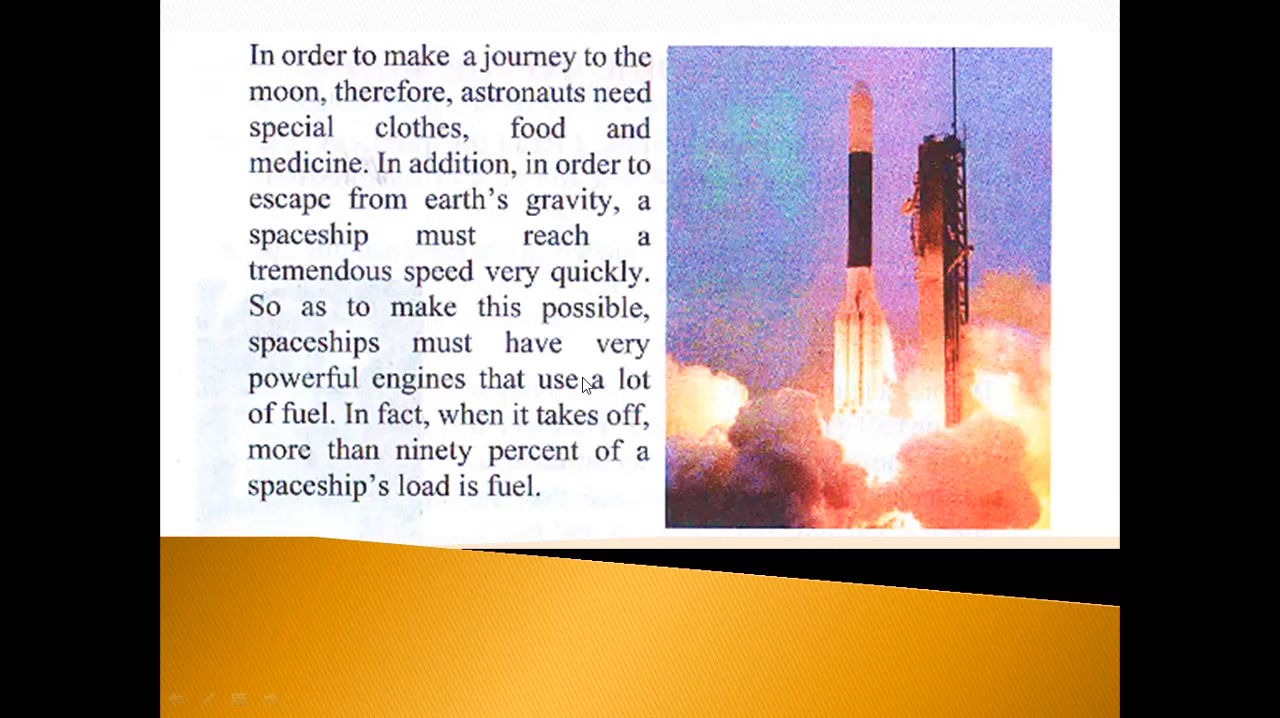 In order to make a journey to the
moon, therefore, astronauts need
special clothes, food and
medicine. In addition, in order to
escape from earth's gravity, a
spaceship must reach a
tremendous speed very quickly.
So as to make this possible,
spaceships must have very
powerful engines that use a lot
of fuel. In fact, when it takes off,
more than ninety percent of a
spaceship's load is fuel.